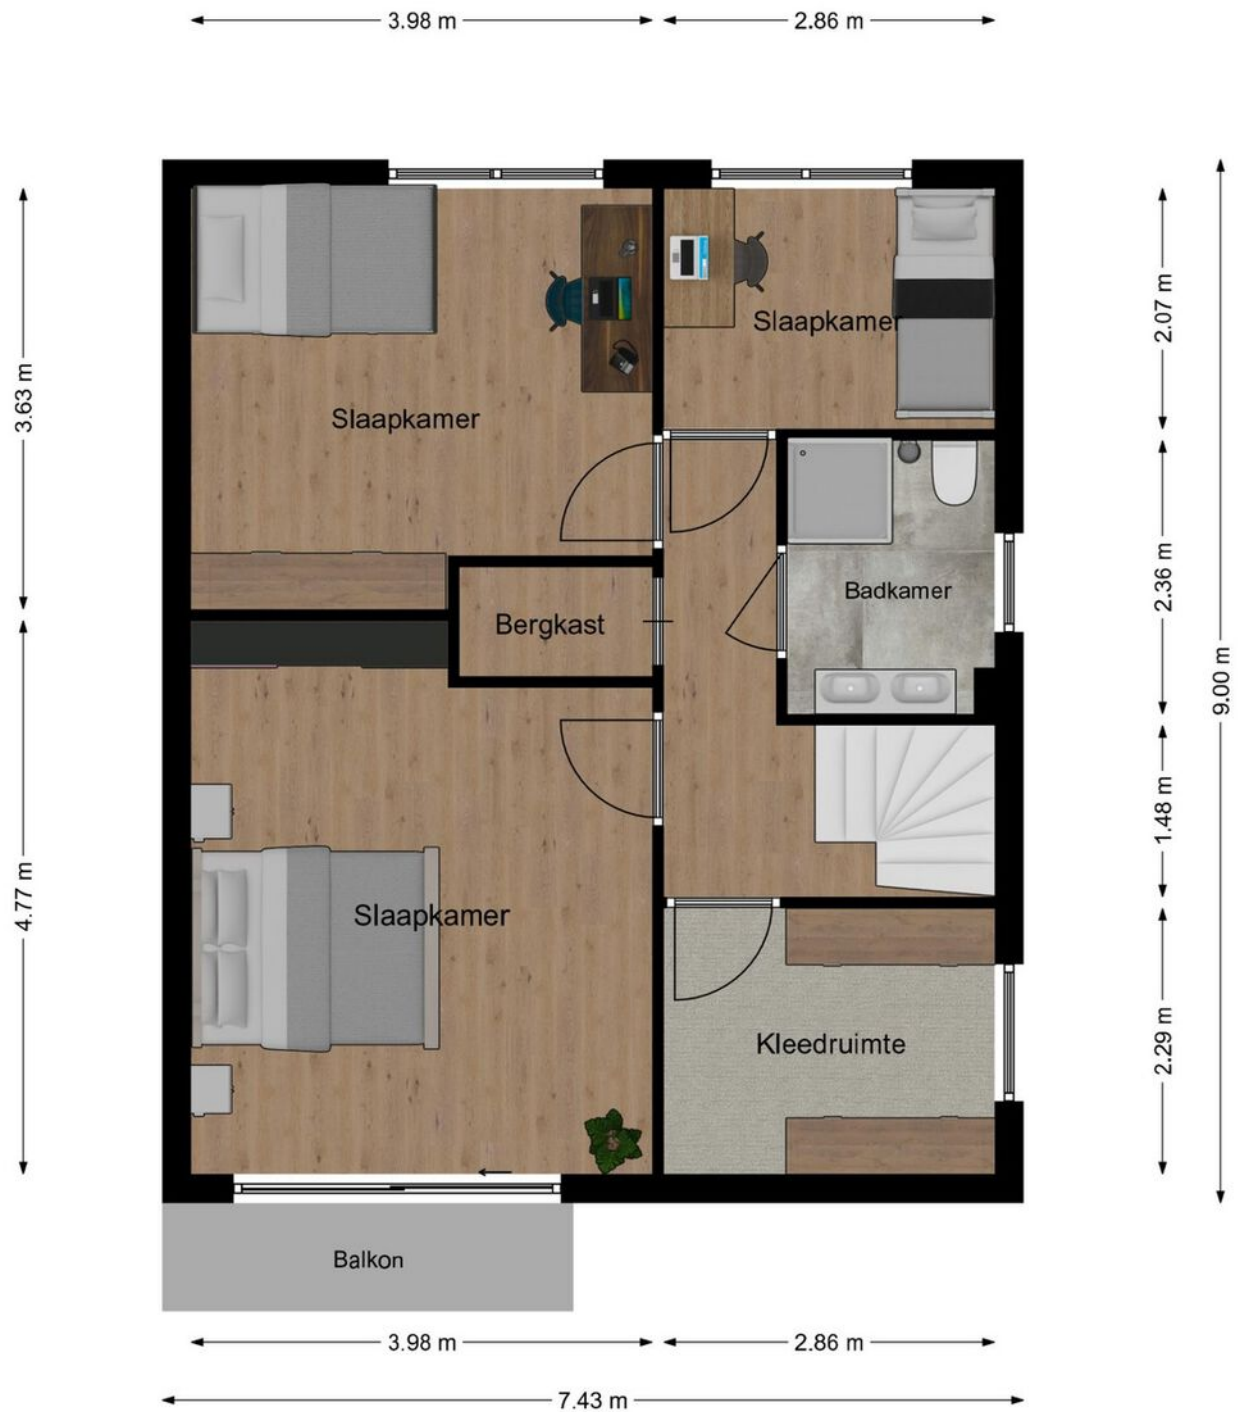 3.98 m
2.86 m
3.63 m
4.77 m
Slaapkamer
Slaapkamer
Bergkast
Badkamer
Slaapkamer
Kleedruimte
Balkon
2.07 m
2.36 m
1.48 m
2.29 m
9.00 m
3.98 m
2.86 m
7.43 m